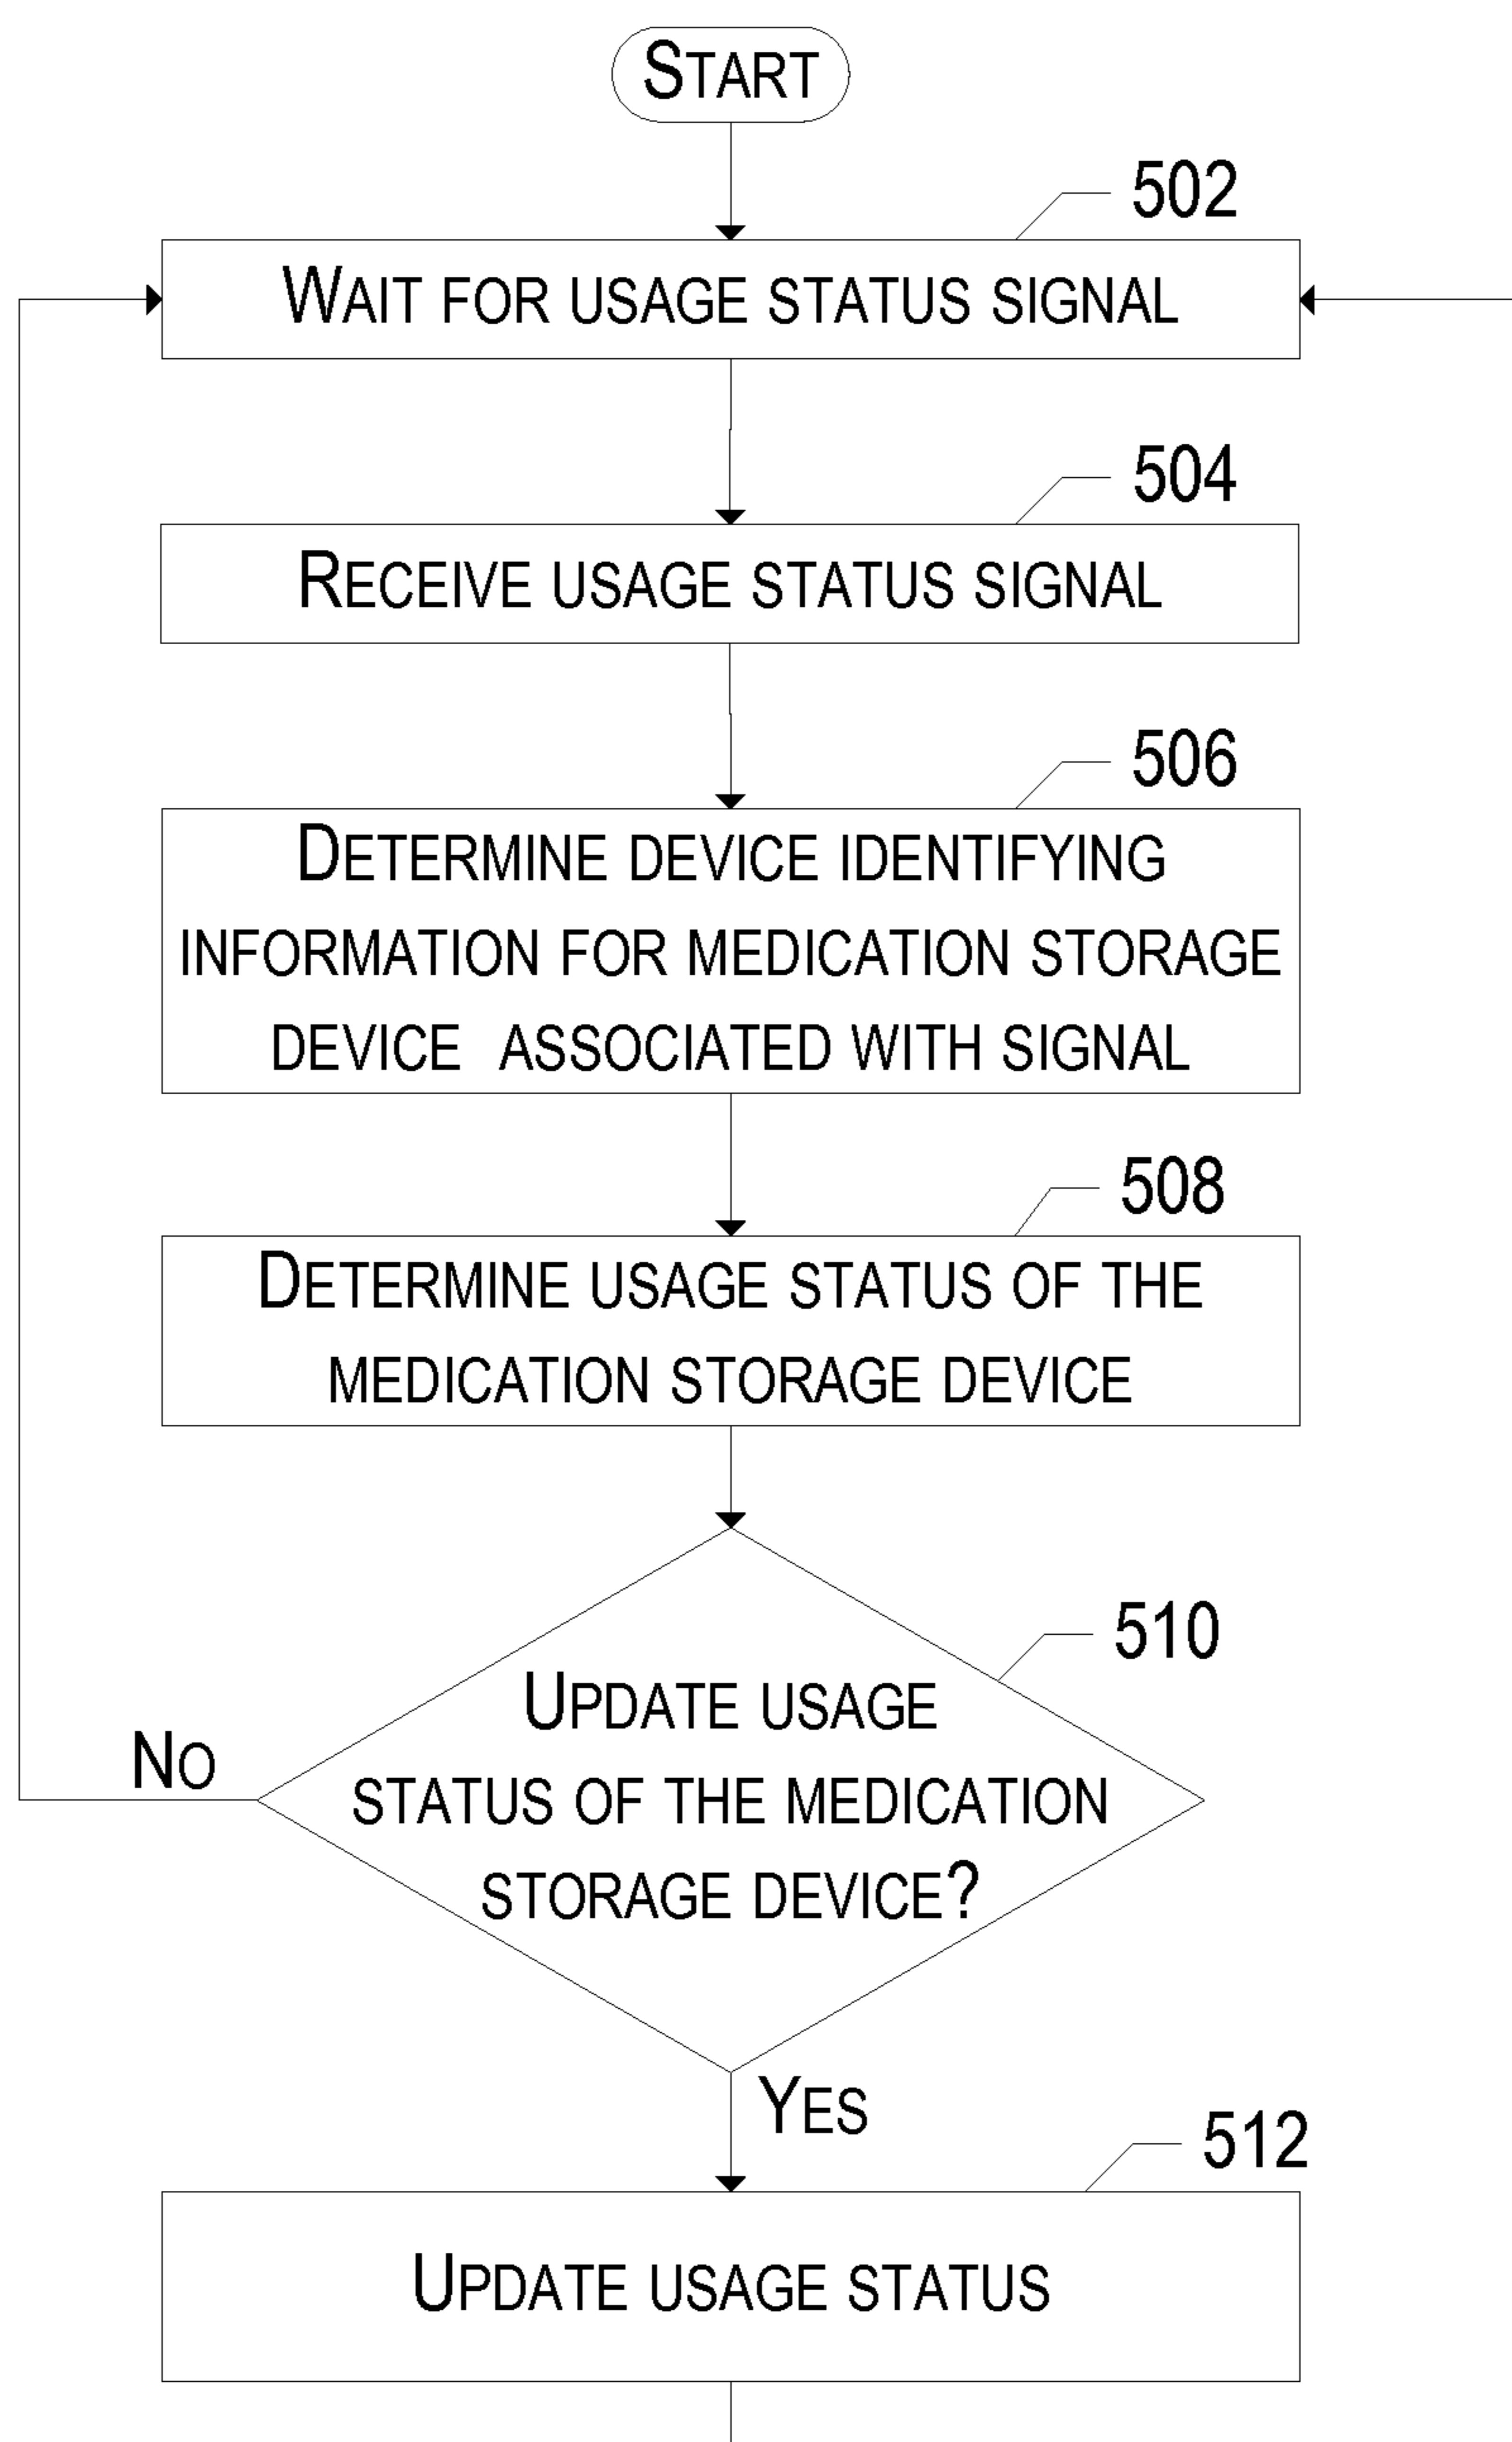 START
502
WAIT FOR USAGE STATUS SIGNAL
504
RECEIVE USAGE STATUS SIGNAL
506
DETERMINE DEVICE IDENTIFYING
INFORMATION FOR MEDICATION STORAGE
DEVICE ASSOCIATED WITH SIGNAL
508
DETERMINE USAGE STATUS OF THE
MEDICATION STORAGE DEVICE
510
UPDATE USAGE
STATUS OF THE MEDICATION
STORAGE DEVICE?
NO
YES
512
UPDATE USAGE STATUS